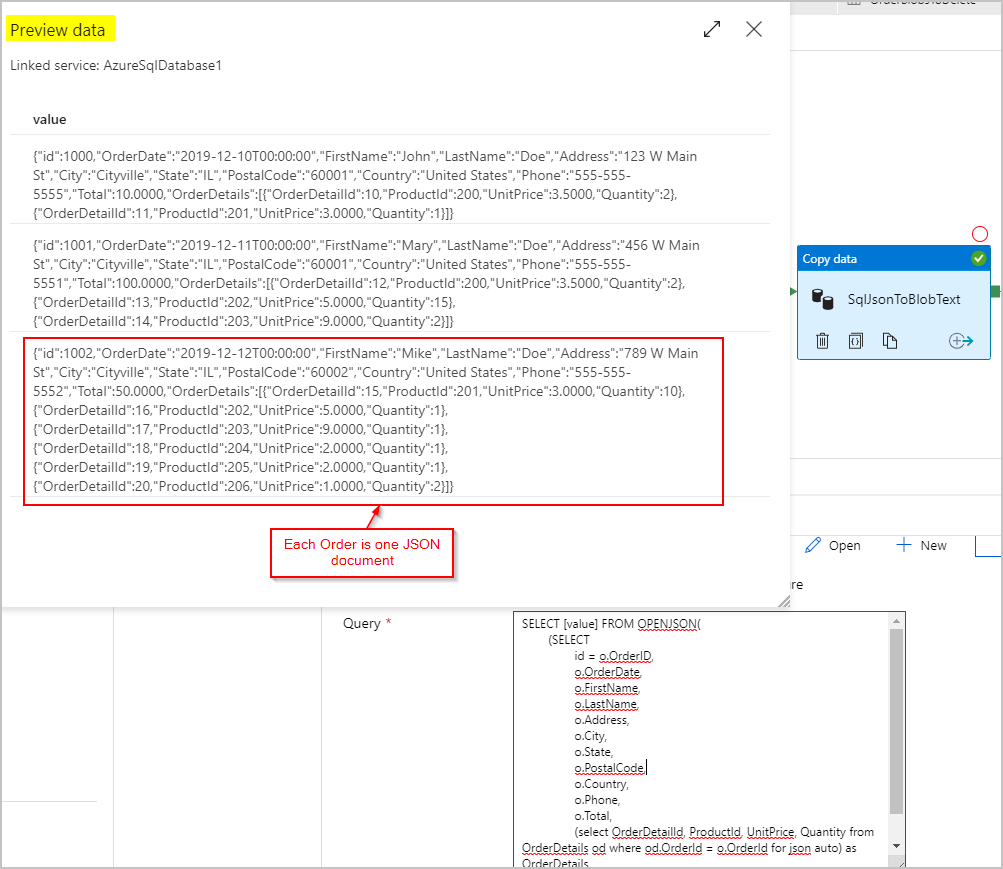 OrderBlobsToDelete
Preview data
Linked service: AzureSqlDatabase1
value
{"id":1000,"OrderDate":"2019-12-10T00:00:00","FirstName":"John","LastName":"Doe","Address":"123 W Main
St","City":"Cityville","State":"IL","PostalCode":"60001","Country":"United States","Phone":"555-555-
5555","Total":10.0000,"OrderDetails":[{"OrderDetailId":10,"ProductId":200,"UnitPrice":3.5000,"Quantity":2},
{"OrderDetailId":11,"ProductId":201,"UnitPrice":3.0000,"Quantity":1}]}
{"id":1001,"OrderDate":"2019-12-11T00:00:00","FirstName":"Mary","LastName":"Doe","Address":"456 W Main
St","City":"Cityville","State":"IL","PostalCode":"60001","Country":"United States","Phone":"555-555-
5551","Total":100.0000,"OrderDetails":[{"OrderDetailId":12,"ProductId":200,"UnitPrice":3.5000,"Quantity":2},
{"OrderDetailId":13,"ProductId":202,"UnitPrice":5.0000,"Quantity":15},
{"OrderDetailId":14,"ProductId":203,"UnitPrice":9.0000,"Quantity":2}]}
{"id":1002,"OrderDate":"2019-12-12T00:00:00","FirstName":"Mike","LastName":"Doe","Address":"789 W Main
St","City":"Cityville","State":"IL","PostalCode":"60002","Country":"United States","Phone":"555-555-
5552","Total":50.0000,"OrderDetails":[{"OrderDetailId":15,"ProductId":201,"UnitPrice":3.0000,"Quantity":10},
{"OrderDetailId":16,"ProductId":202,"UnitPrice":5.0000,"Quantity":1},
{"OrderDetailId":17,"ProductId":203,"UnitPrice":9.0000,"Quantity":1},
{"OrderDetailId":18,"ProductId":204,"UnitPrice":2.0000,"Quantity":1},
{"OrderDetailId":19,"ProductId":205,"UnitPrice":2.0000,"Quantity":1},
{"OrderDetailId":20,"ProductId":206,"UnitPrice":1.0000,"Quantity":2}]}
Each Order is one JSON
document
Copy data
SqlJsonToBlobText
Open
New
re
Query *
SELECT [value] FROM OPENJSON(
(SELECT
id = o.OrderID,
o.OrderDate,
o.FirstName,
o.LastName,
o.Address,
o.City,
o.State,
o.PostalCode,
o.Country,
o.Phone,
o.Total,
(select OrderDetailId, ProductId, UnitPrice, Quantity from
OrderDetails od where od.OrderId = o.OrderId for json auto) as
OrderDetails